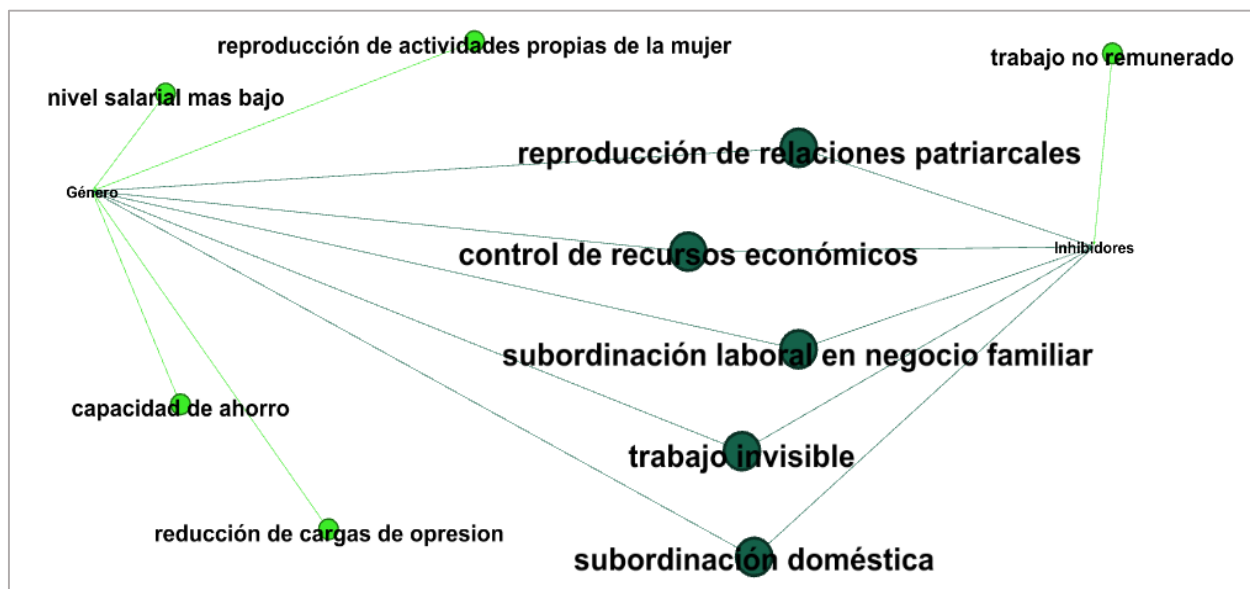 reproducción de actividades propias de la mujer
trabajo no remunerado
nivel salarial mas bajo
reproducción de relaciones patriarcales
Género
Inhibidores
control de recursos económicos
subordinación laboral en negocio familiar
capacidad de ahorro
trabajo invisible
reducción de cargas de opresion
subordinación doméstica